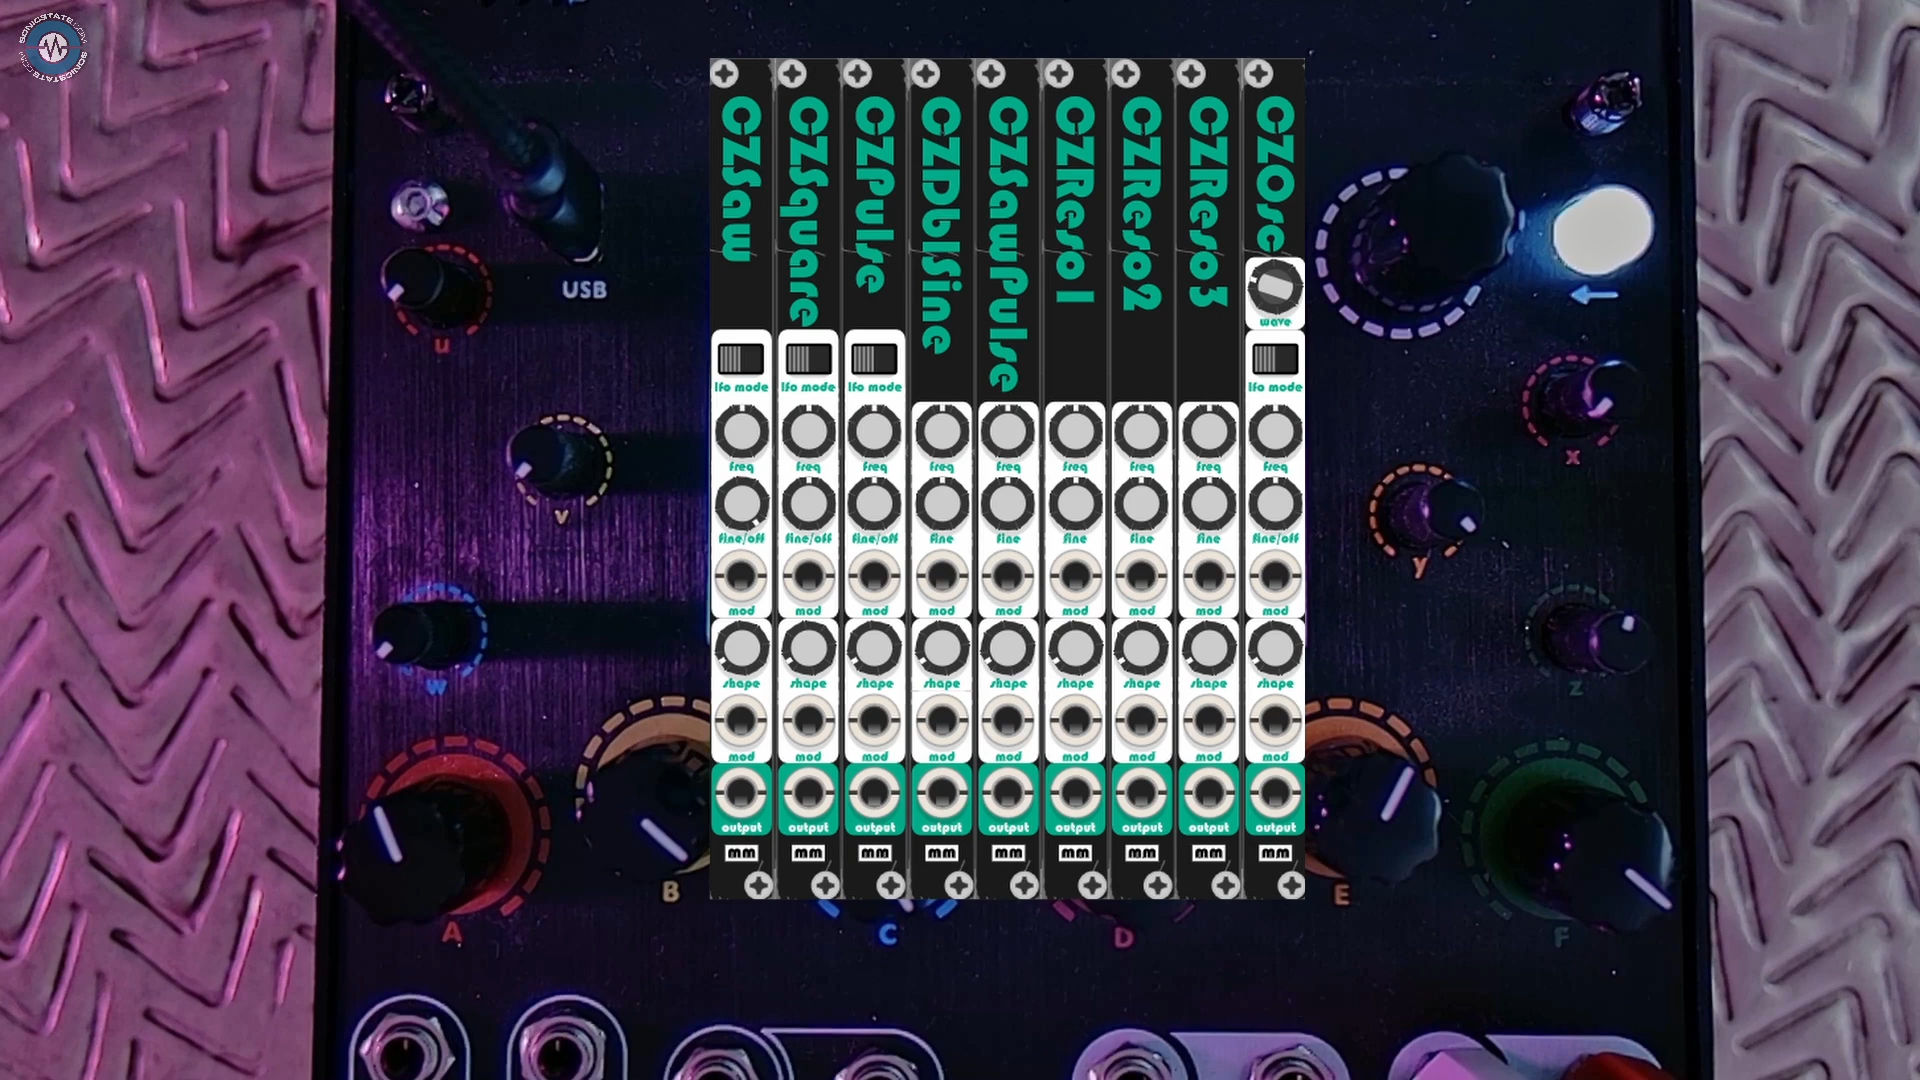 SONICSTATE.COM
SONICSTATE.COM
CZSaw
CZSquare
CZPulse
CZDblSine
CZSawPulse
CZReso1
CZReso2
CZReso3
CZOsc
USB
wave
u
lfo mode lfo mode lfo mode lfo mode
x
freq freq freq freq freq freq freq freq freq
v
fine/off fine/off fine/off fine fine fine fine fine fine/off
y
mod mod mod mod mod mod mod mod mod
w
shape shape shape shape shape shape shape shape shape
z
mod mod mod mod mod mod mod mod mod
output output output output output output output output output
mm mm mm mm mm mm mm mm mm
A
B
C
D
E
F